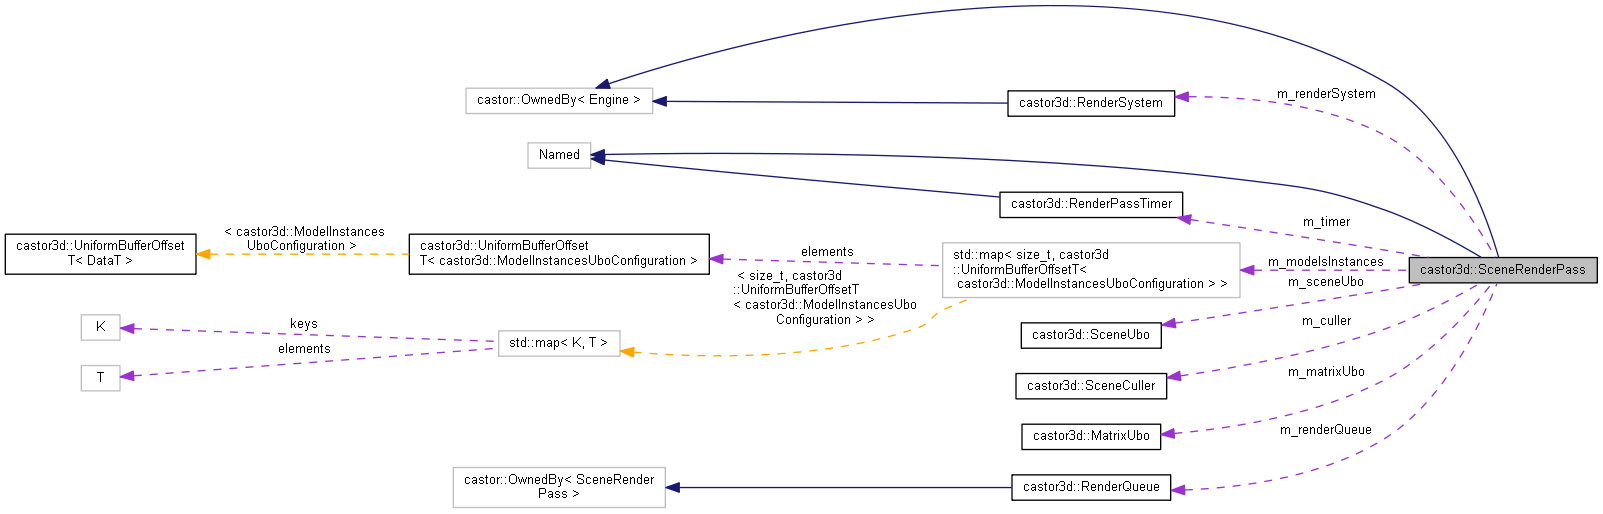 castor::OwnedBy< Engine >
castor3d::RenderSystem
m_renderSystem
Named
castor3d::RenderPassTimer
m_timer
castor3d::UniformBufferOffset
T< DataT >
< castor3d::ModelInstances
UboConfiguration >
castor3d::UniformBufferOffset
T< castor3d::ModelInstancesUboConfiguration >
elements
std::map< size_t, castor3d
::UniformBufferOffsetT<
castor3d::ModelInstancesUboConfiguration > >
m_modelsInstances
castor3d::SceneRenderPass
< size_t, castor3d
::UniformBufferOffsetT
< castor3d::ModelInstancesUbo
Configuration > >
m_sceneUbo
castor3d::SceneUbo
K
keys
std::map< K, T >
T
elements
m_culler
castor3d::SceneCuller
m_matrixUbo
castor3d::MatrixUbo
m_renderQueue
castor::OwnedBy< SceneRender
Pass >
castor3d::RenderQueue